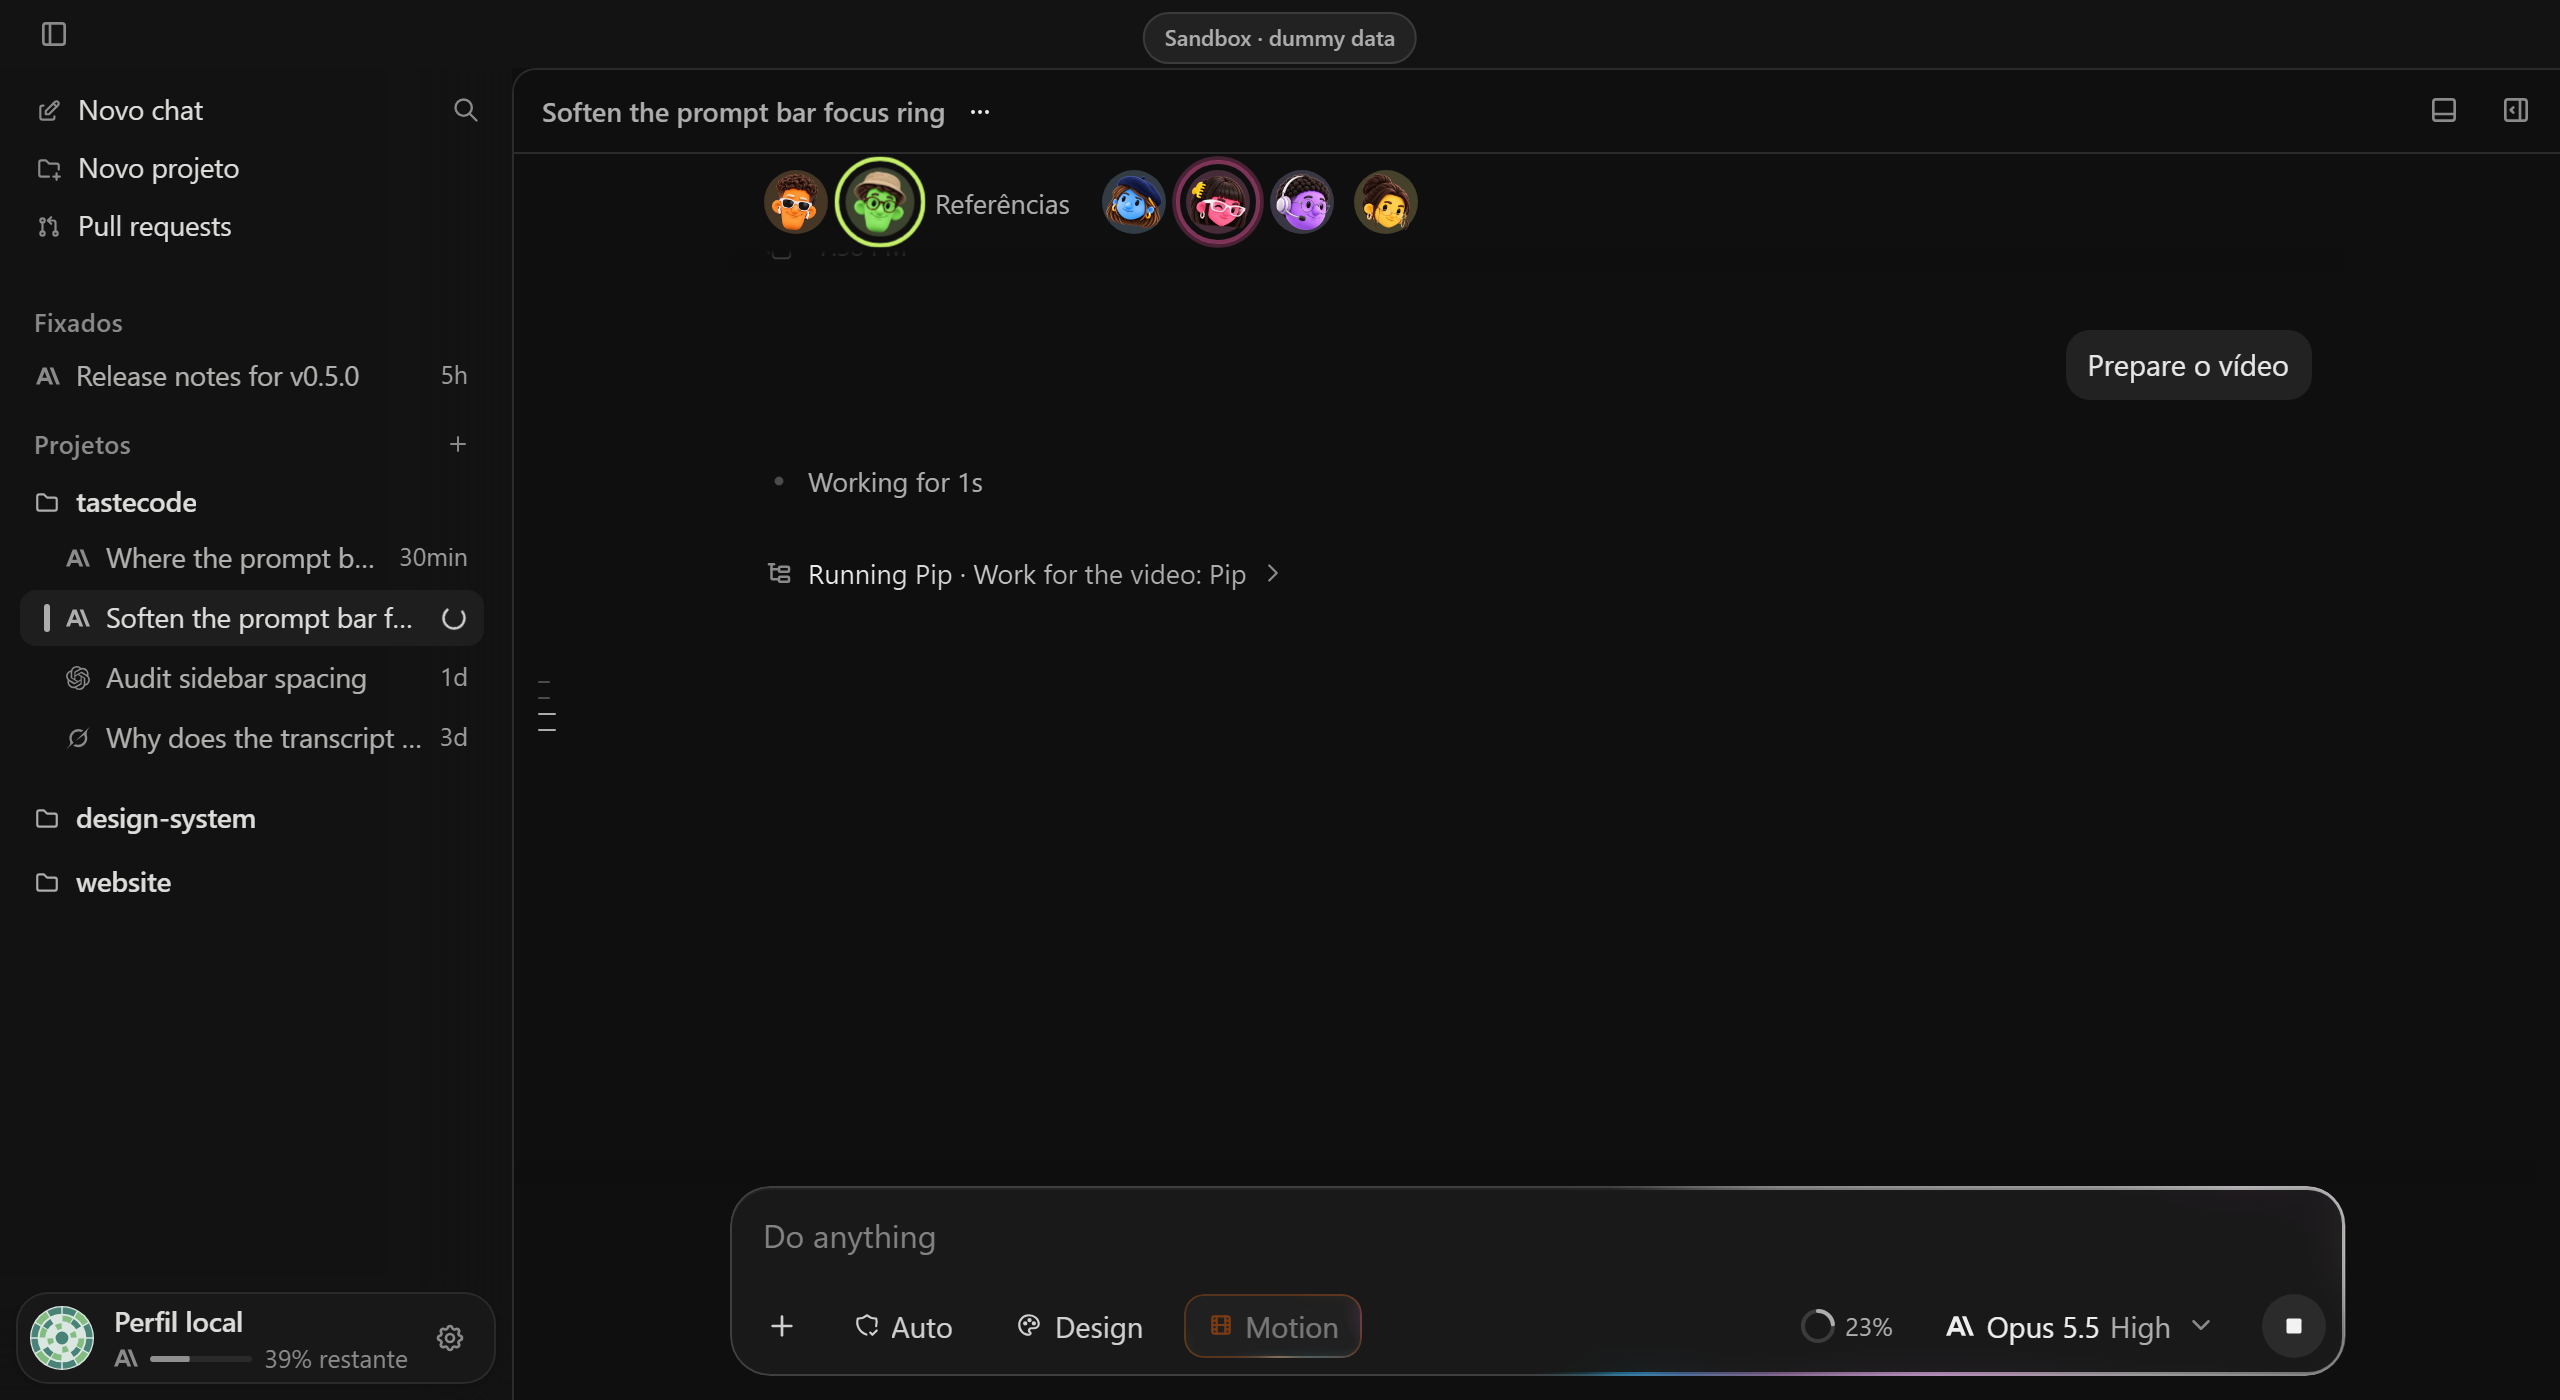 Sandbox · dummy data
Novo chat
Novo projeto
Pull requests
Fixados
Release notes for v0.5.0 5h
Projetos
tastecode
Where the prompt b... 30min
Soften the prompt bar f...
Audit sidebar spacing 1d
Why does the transcript ... 3d
design-system
website
Perfil local
39% restante
Soften the prompt bar focus ring
Referências
Prepare o vídeo
Working for 1s
Running Pip · Work for the video: Pip
Do anything
Auto
Design
Motion
23%
Opus 5.5 High